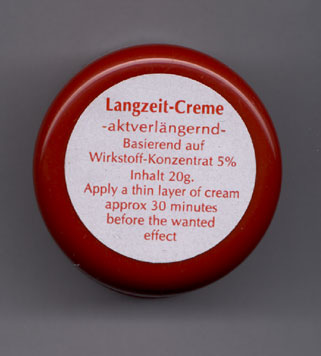 Langzeit-Creme
-aktverlängernd-
Basierend auf
Wirkstoff-Konzentrat 5%
Inhalt 20g.
Apply a thin layer of cream
approx 30 minutes
before the wanted
effect